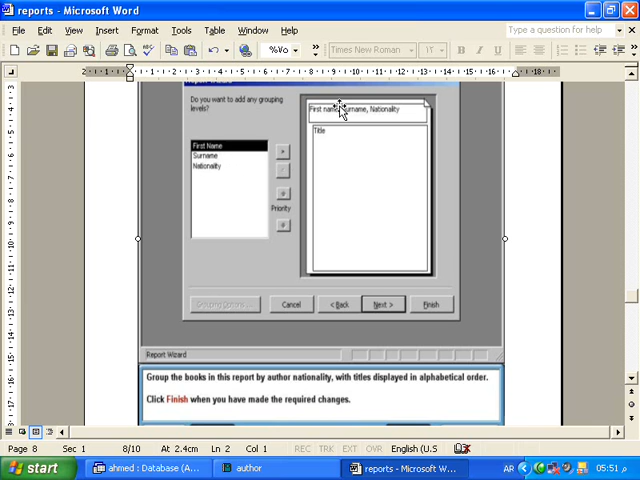 reports - Microsoft Word
File Edit View Insert Format Tools Table Window Help
Type a question for help
Times New Roman
Do you want to add any grouping
levels?
First name, Surname, Nationality
Title
First Name
Surname
Nationality
Priority
Grouping Options ...
Cancel
< Back
Next >
Finish
Report Wizard
Group the books in this report by author nationality, with titles displayed in alphabetical order.
Click Finish when you have made the required changes.
Page 8 Sec 1 8/10 At 2.4cm Ln 2 Col 1 REC TRK EXT OVR English (U.S
start
ahmed : Database (A...
author
reports - Microsoft W...
AR
05:51 م